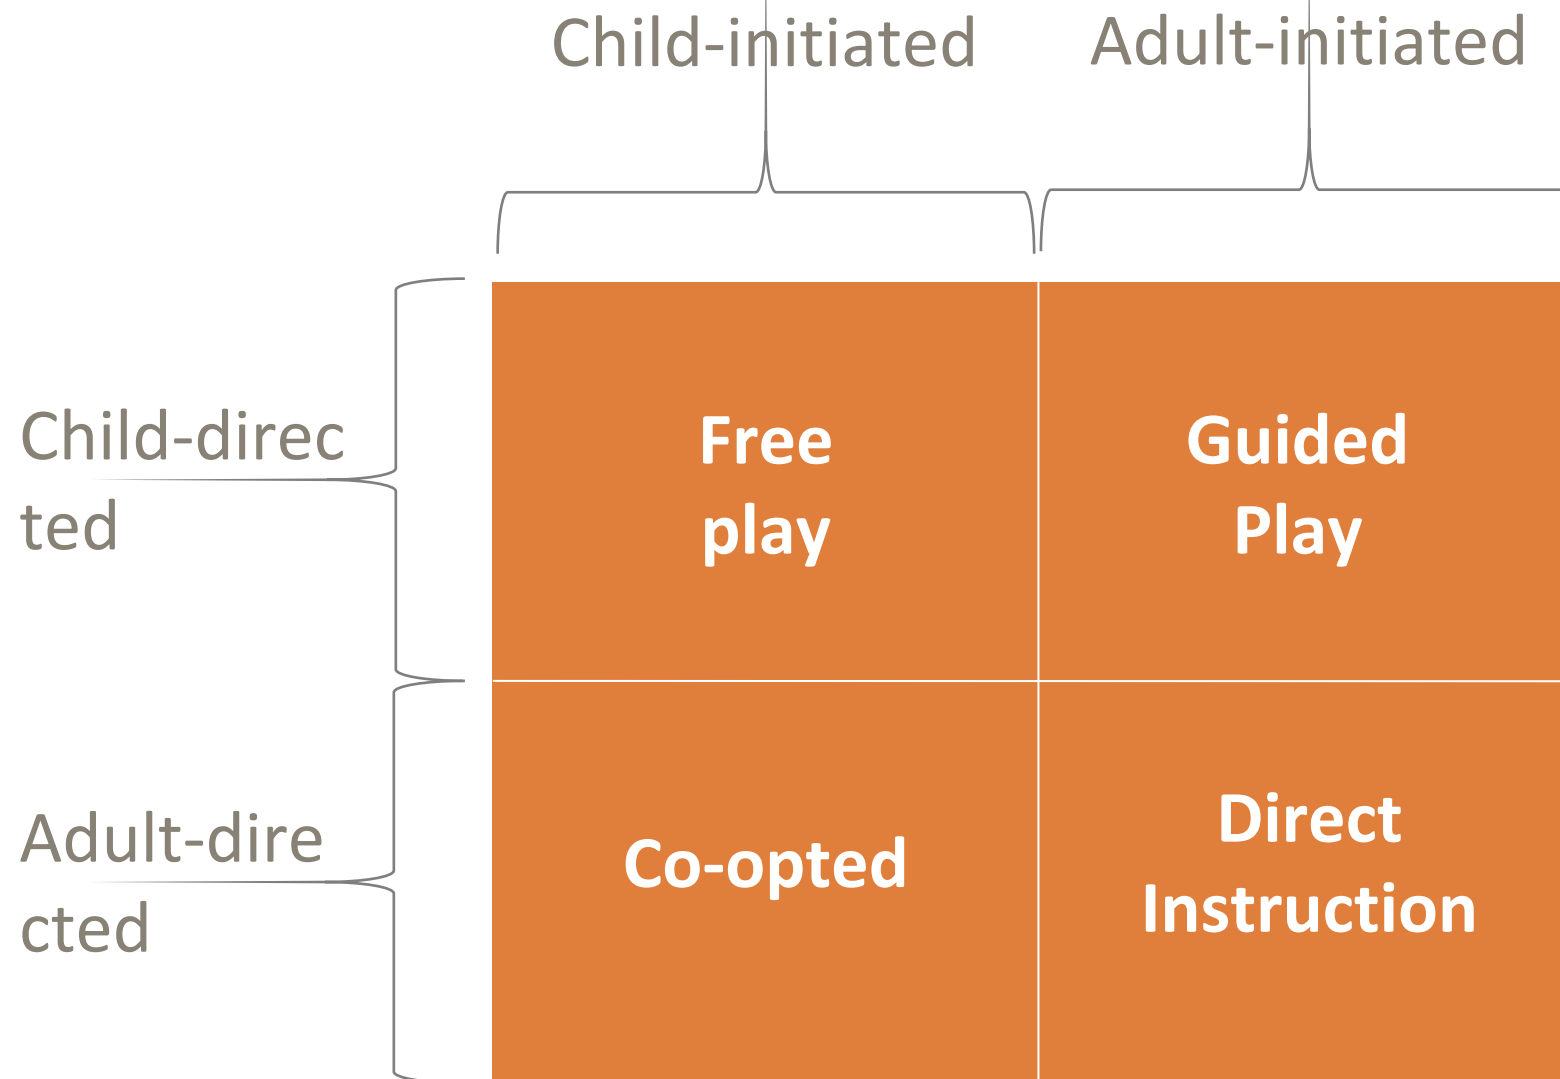 Child-initiated
Adult-initiated
Child-direc
ted
Free
play
Guided
Play
Adult-dire
cted
Co-opted
Direct
Instruction